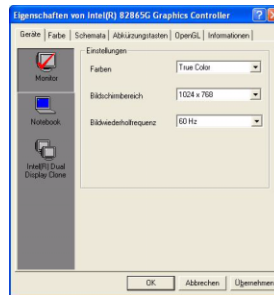 Eigenschaften von Intel(R) 82865G Graphics Controller
Geräte Farbe Schemata Abkürzungstasten OpenGL Informationen
Monitor
Notebook
Intel(R) Dual
Display Clone
Einstellungen
Farben True Color
Bildschirmbereich 1024 x 768
Bildwiederholfrequenz 60 Hz
OK Abbrechen Übernehmen